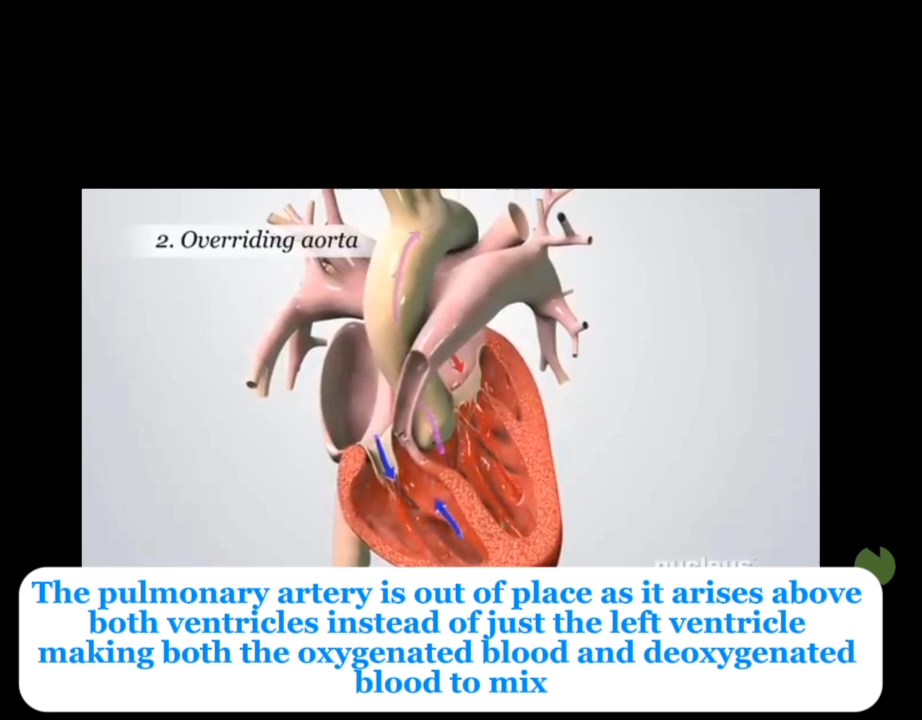 2. Overriding aorta
nucleus
The pulmonary artery is out of place as it arises above
both ventricles instead of just the left ventricle
making both the oxygenated blood and deoxygenated
blood to mix